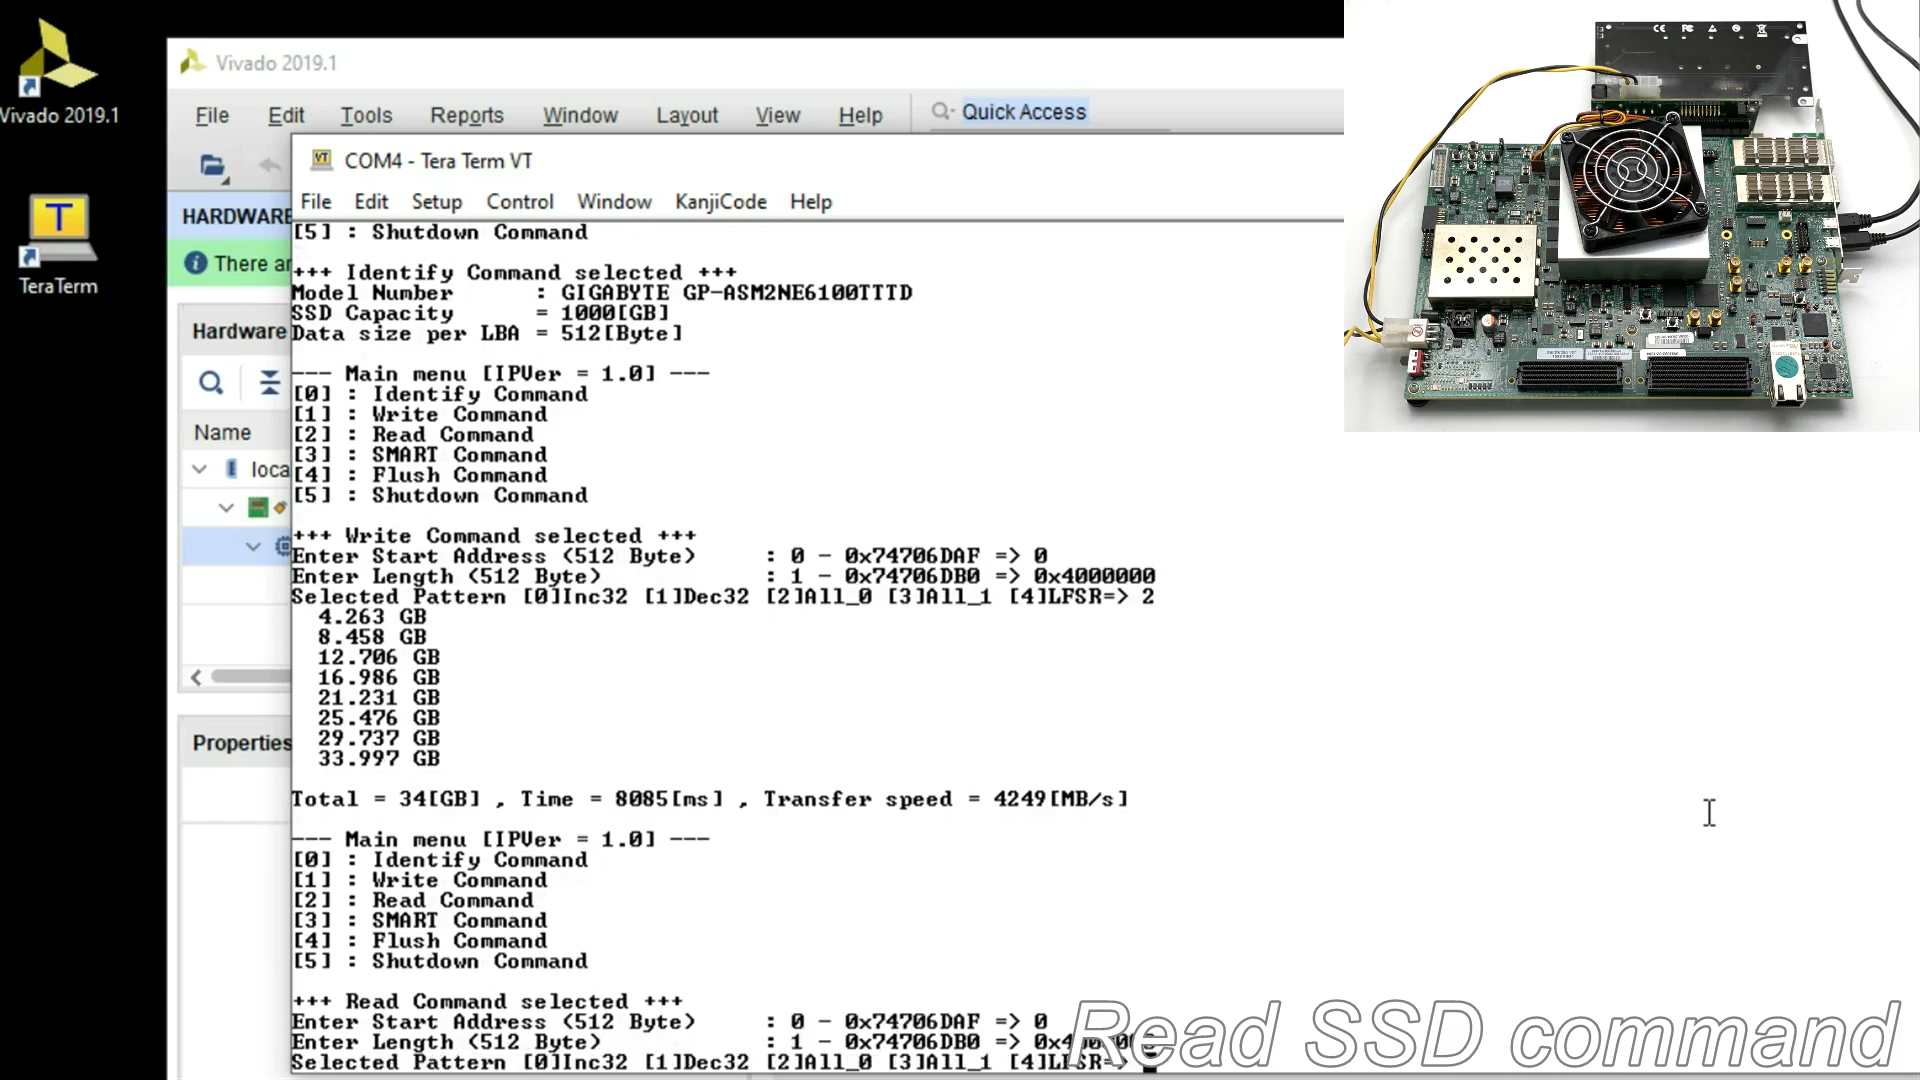 Vivado 2019.1
TeraTerm
Vivado 2019.1
File Edit Tools Reports Window Layout View Help Quick Access
HARDWARE
There
Hardware
Name
Properties
COM4 - Tera Term VT
File Edit Setup Control Window KanjiCode Help
[5] : Shutdown Command
+++ Identify Command selected +++
Model Number : GIGABYTE GP-ASM2NE6100TTTD
SSD Capacity = 1000[GB]
Data size per LBA = 512[Byte]
--- Main menu [IPVer = 1.0] ---
[0] : Identify Command
[1] : Write Command
[2] : Read Command
[3] : SMART Command
[4] : Flush Command
[5] : Shutdown Command
+++ Write Command selected +++
Enter Start Address (512 Byte) : 0 - 0x74706DAF => 0
Enter Length (512 Byte) : 1 - 0x74706DB0 => 0x4000000
Selected Pattern [0]Inc32 [1]Dec32 [2]All_0 [3]All_1 [4]LFSR=> 2
4.263 GB
8.458 GB
12.706 GB
16.986 GB
21.231 GB
25.476 GB
29.737 GB
33.997 GB
Total = 34[GB] , Time = 8085[ms] , Transfer speed = 4249[MB/s]
--- Main menu [IPVer = 1.0] ---
[0] : Identify Command
[1] : Write Command
[2] : Read Command
[3] : SMART Command
[4] : Flush Command
[5] : Shutdown Command
+++ Read Command selected +++
Enter Start Address (512 Byte) : 0 - 0x74706DAF => 0
Enter Length (512 Byte) : 1 - 0x74706DB0 =>
Selected Pattern [0]Inc32 [1]Dec32 [2]All_0 [3]All_1 [4]LFSR=>
Read SSD command